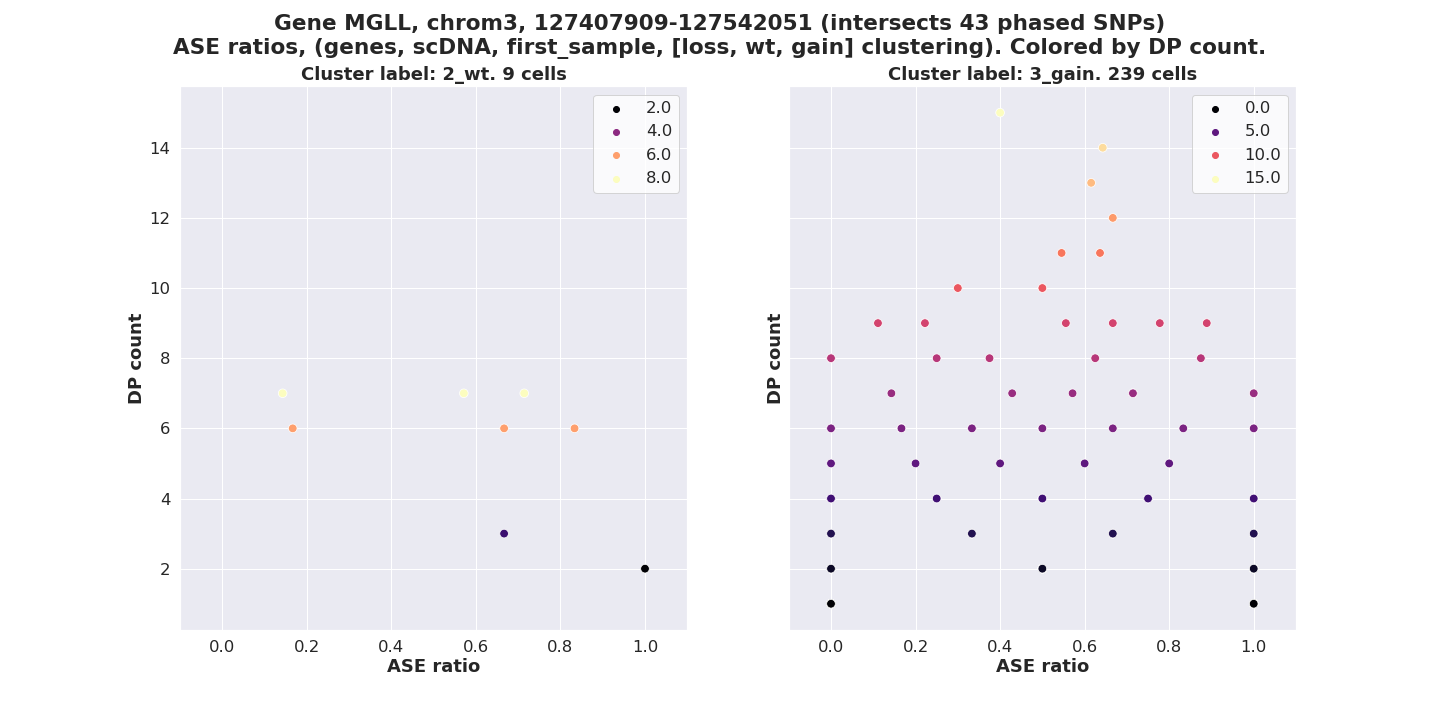 Gene MGLL, chrom3, 127407909-127542051 (intersects 43 phased SNPs)
ASE ratios, (genes, scDNA, first_sample, [loss, wt, gain] clustering). Colored by DP count.
Cluster label: 2_wt. 9 cells
2.0
4.0
6.0
8.0
14
12
10
8
6
4
2
DP count
0.0 0.2 0.4 0.6 0.8 1.0
ASE ratio
Cluster label: 3_gain. 239 cells
0.0
5.0
10.0
15.0
DP count
0.0 0.2 0.4 0.6 0.8 1.0
ASE ratio